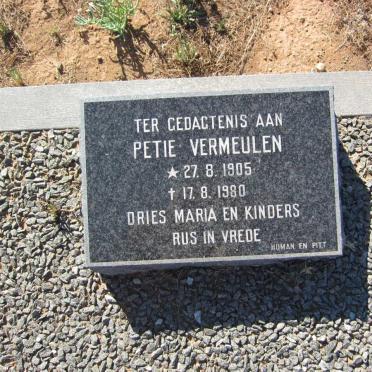 TER GEDACTENIS AAN
PETIE VERMEULEN
★ 27. 8. 1905
† 17. 8. 1980
DRIES MARIA EN KINDERS
RUS IN VREDE
HOMAN EN PITT